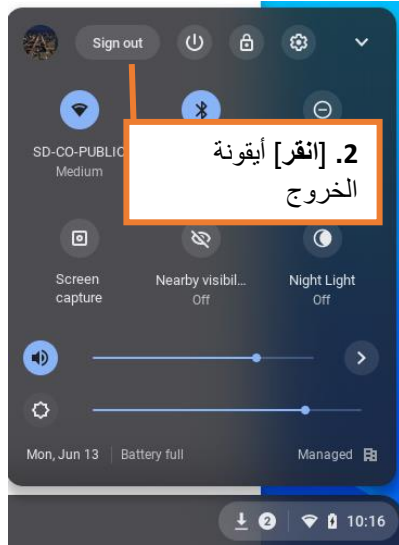 Sign out
SD-CO-PUBLIC
Medium
2. [انقر] أيقونة
الخروج
Screen
capture
Nearby visibil...
Off
Night Light
Off
Mon, Jun 13 Battery full Managed
2 10:16